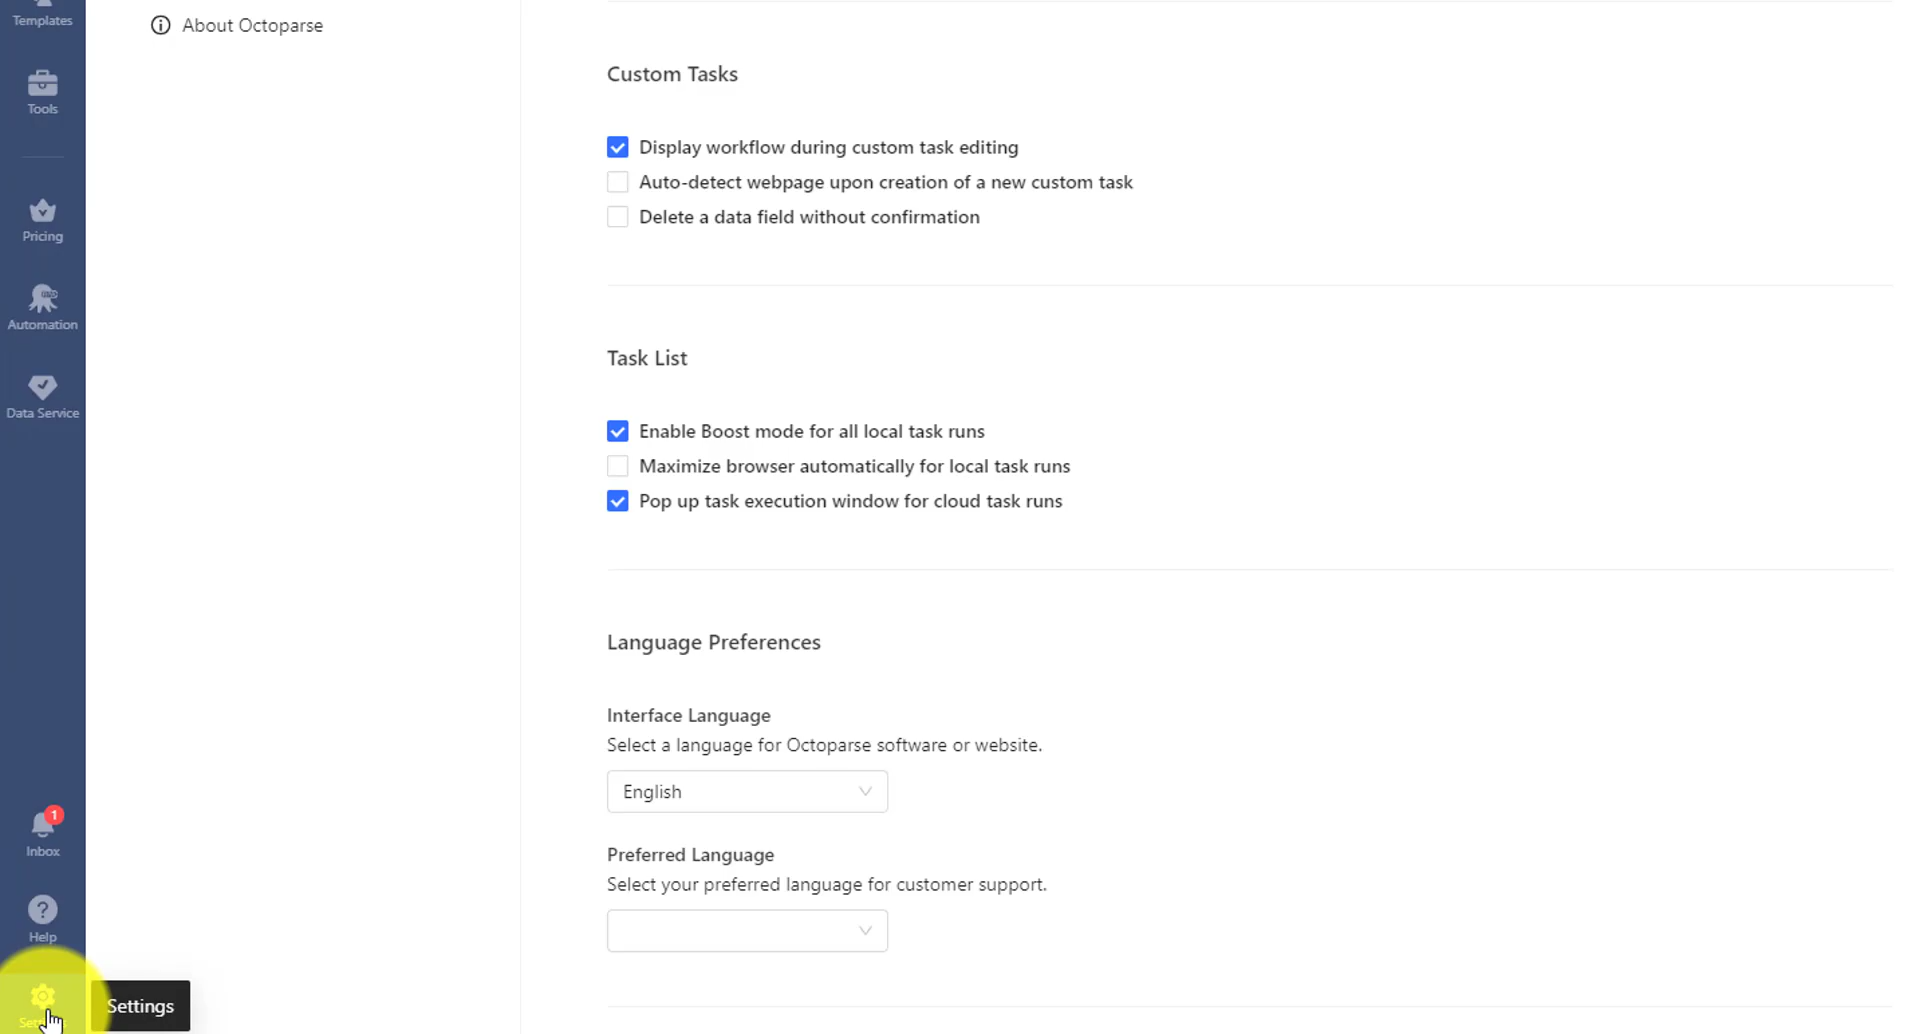 Templates
Tools
Pricing
Automation
Data Service
1
Inbox
?
Help
Settings
About Octoparse
Custom Tasks
Display workflow during custom task editing
Auto-detect webpage upon creation of a new custom task
Delete a data field without confirmation
Task List
Enable Boost mode for all local task runs
Maximize browser automatically for local task runs
Pop up task execution window for cloud task runs
Language Preferences
Interface Language
Select a language for Octoparse software or website.
English
Preferred Language
Select your preferred language for customer support.